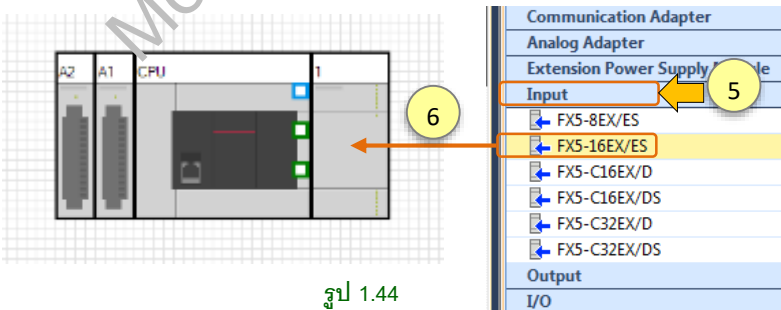 A2
A1
CPU
1
6
Communication Adapter
Analog Adapter
Extension Power Supply
Input
5
FX5-8EX/ES
FX5-16EX/ES
FX5-C16EX/D
FX5-C16EX/DS
FX5-C32EX/D
FX5-C32EX/DS
Output
I/O
รูป 1.44